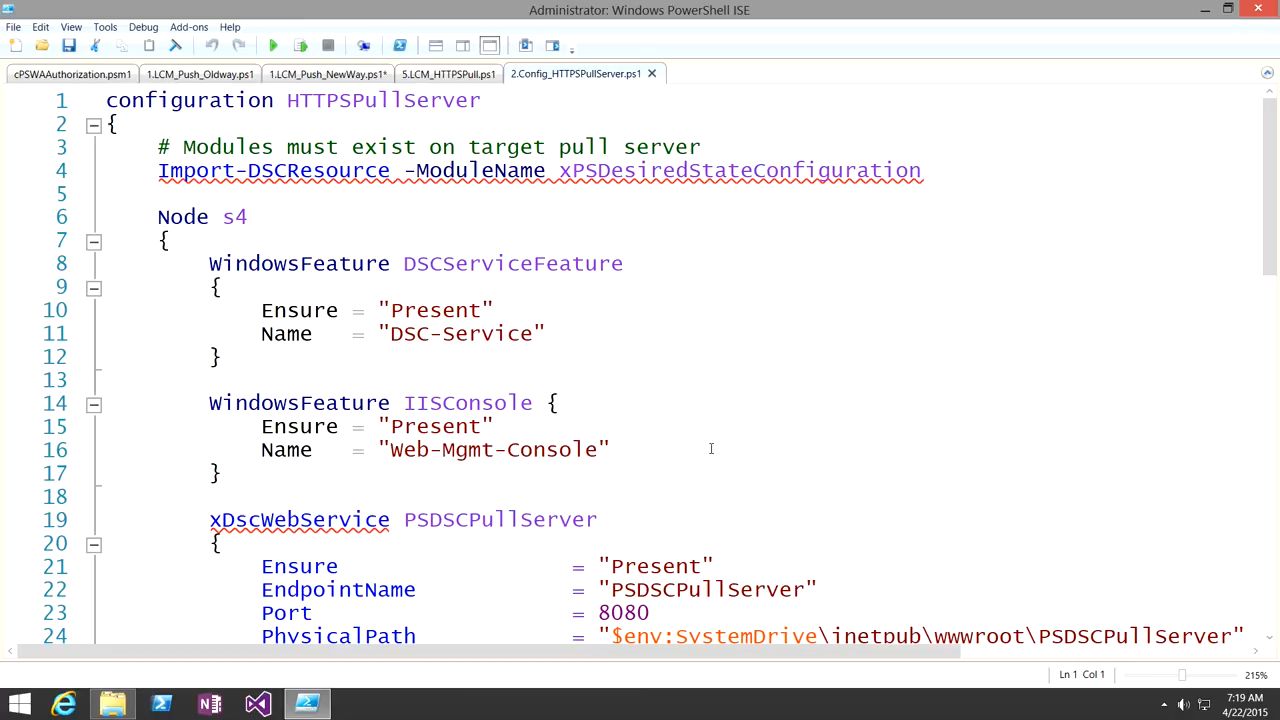 Administrator: Windows PowerShell ISE
File Edit View Tools Debug Add-ons Help
cPSWAAuthorization.psm1 1.LCM_Push_Oldway.ps1 1.LCM_Push_NewWay.ps1* 5.LCM_HTTPSPull.ps1 2.Config_HTTPSPullServer.ps1
1 configuration HTTPSPullServer
2 {
3 # Modules must exist on target pull server
4 Import-DSCResource -ModuleName xPSDesiredStateConfiguration
5
6 Node s4
7 {
8 WindowsFeature DSCServiceFeature
9 {
10 Ensure = "Present"
11 Name = "DSC-Service"
12 }
13
14 WindowsFeature IISConsole {
15 Ensure = "Present"
16 Name = "Web-Mgmt-Console"
17 }
18
19 xDscWebService PSDSCPullServer
20 {
21 Ensure = "Present"
22 EndpointName = "PSDSCPullServer"
23 Port = 8080
24 PhysicalPath = "$env:SystemDrive\inetpub\wwwroot\PSDSCPullServer"
Ln 1 Col 1 215%
7:19 AM
4/22/2015